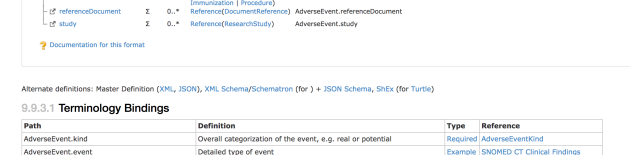 Immunization | Procedure)
referenceDocument Σ 0..* Reference(DocumentReference) AdverseEvent.referenceDocument
study Σ 0..* Reference(ResearchStudy) AdverseEvent.study
Documentation for this format
Alternate definitions: Master Definition (XML, JSON), XML Schema/Schematron (for ) + JSON Schema, ShEx (for Turtle)
9.9.3.1 Terminology Bindings
Path Definition Type Reference
AdverseEvent.kind Overall categorization of the event, e.g. real or potential Required AdverseEventKind
AdverseEvent.event Detailed type of event Example SNOMED CT Clinical Findings